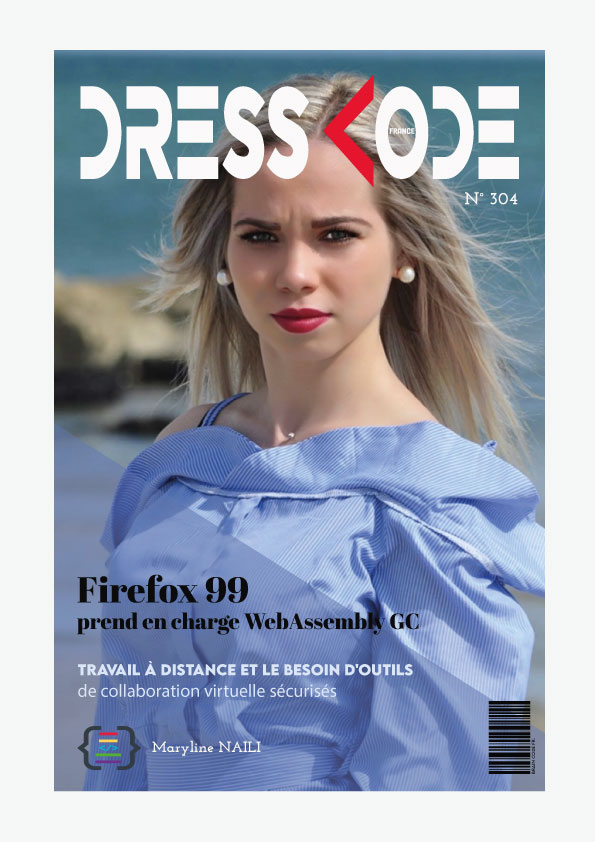 DRESS CODE
FRANCE
N° 304
Firefox 99
prend en charge WebAssembly GC
TRAVAIL À DISTANCE ET LE BESOIN D'OUTILS
de collaboration virtuelle sécurisés
</>
Maryline NAILI